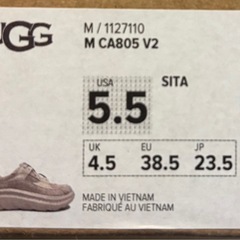 UGG
M / 1127110
M CA805 V2
USA
5.5
SITA
UK EU JP
4.5 38.5 23.5
MADE IN VIETNAM
FABRIQUÉ AU VIETNAM